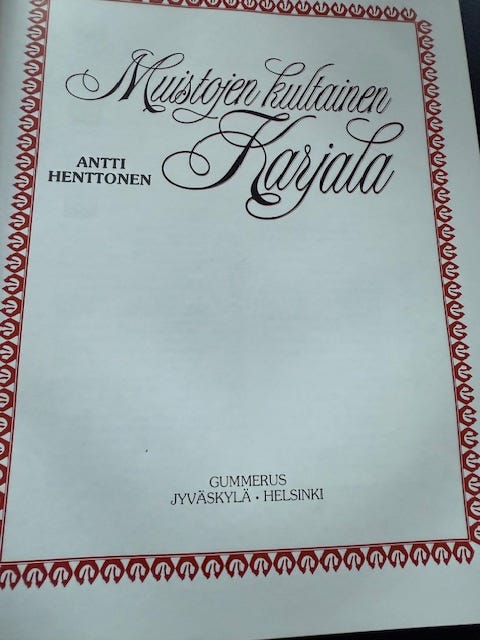 Muistojen kultainen
Karjala
ANTTI
HENTTONEN
GUMMERUS
JYVÄSKYLÄ • HELSINKI